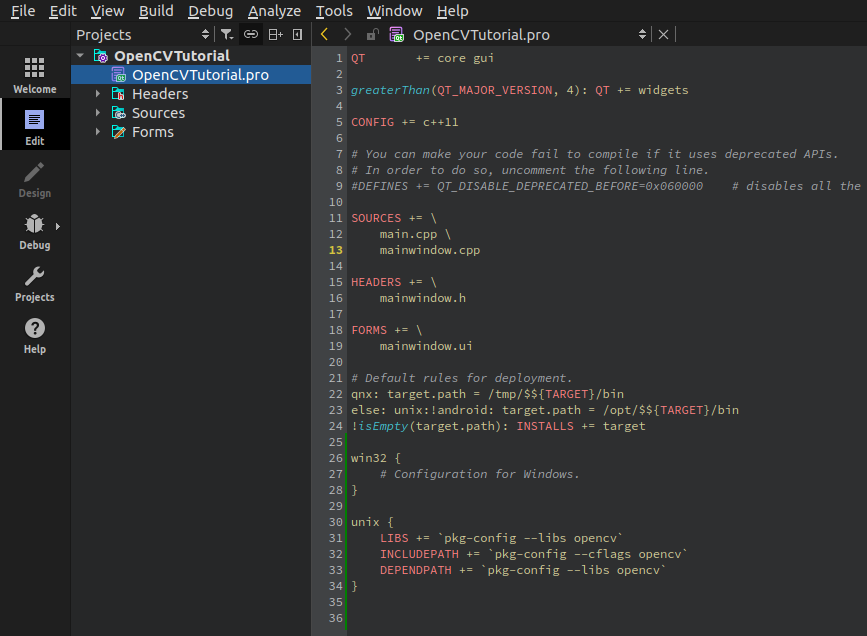 File Edit View Build Debug Analyze Tools Window Help
Projects
OpenCVTutorial.pro
Welcome
Edit
Design
Debug
Projects
Help
OpenCVTutorial
OpenCVTutorial.pro
Headers
Sources
Forms
1 QT += core gui
2
3 greaterThan(QT_MAJOR_VERSION, 4): QT += widgets
4
5 CONFIG += c++11
6
7 # You can make your code fail to compile if it uses deprecated APIs.
8 # In order to do so, uncomment the following line.
9 #DEFINES += QT_DISABLE_DEPRECATED_BEFORE=0x060000 # disables all the
10
11 SOURCES += \
12 main.cpp \
13 mainwindow.cpp
14
15 HEADERS += \
16 mainwindow.h
17
18 FORMS += \
19 mainwindow.ui
20
21 # Default rules for deployment.
22 qnx: target.path = /tmp/$${TARGET}/bin
23 else: unix:!android: target.path = /opt/$${TARGET}/bin
24 !isEmpty(target.path): INSTALLS += target
25
26 win32 {
27 # Configuration for Windows.
28 }
29
30 unix {
31 LIBS += `pkg-config --libs opencv`
32 INCLUDEPATH += `pkg-config --cflags opencv`
33 DEPENDPATH += `pkg-config --libs opencv`
34 }
35
36